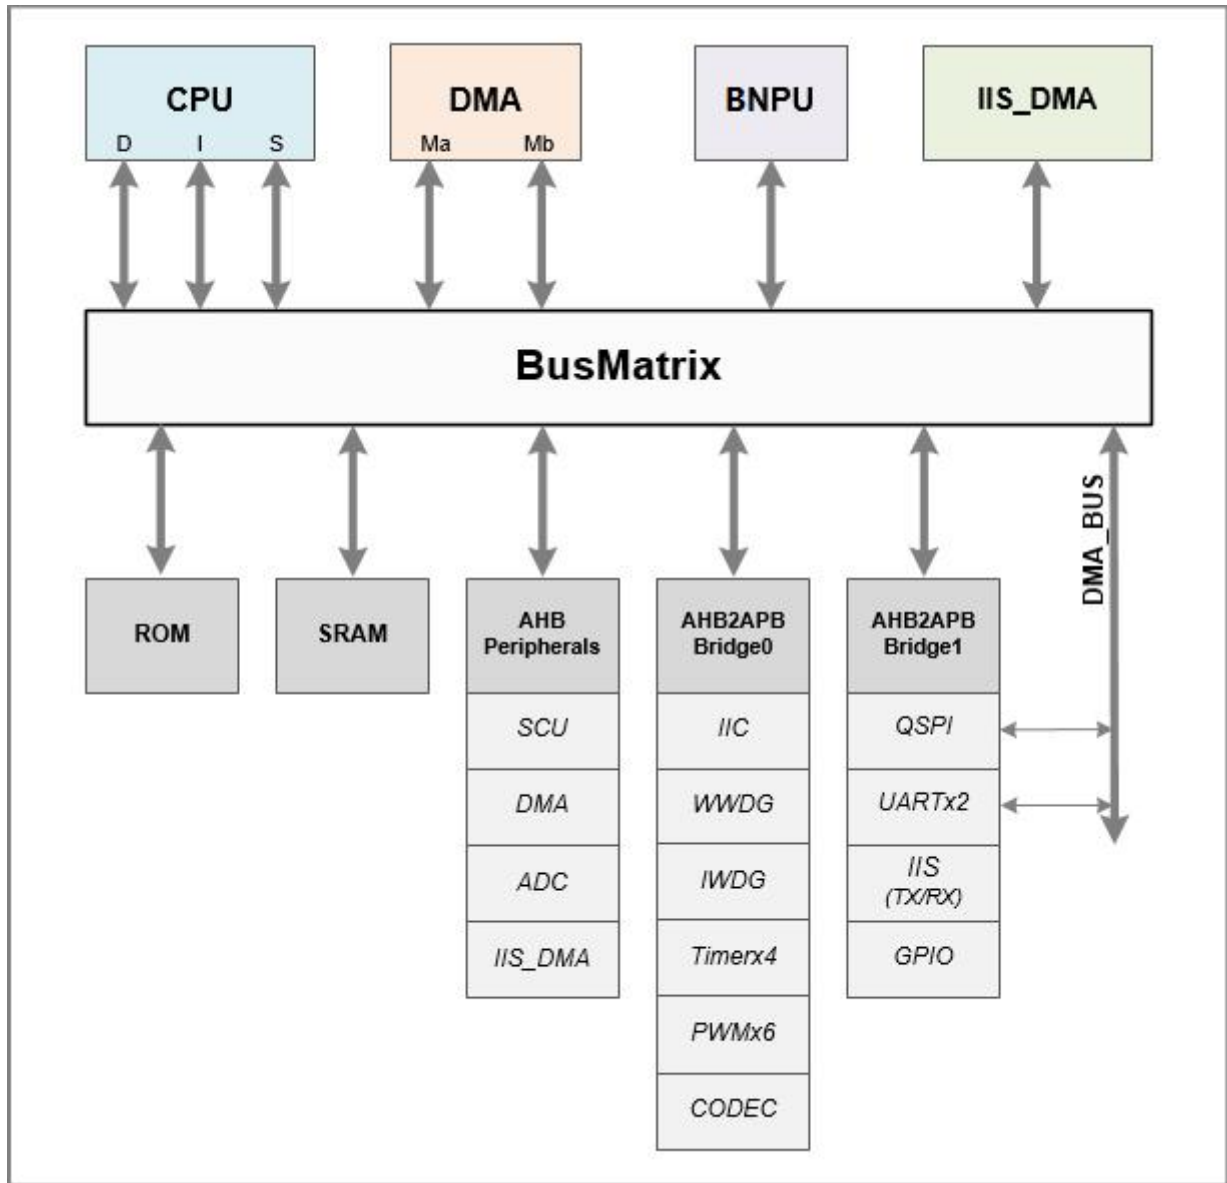 CPU
D I S
DMA
Ma Mb
BNPU
IIS_DMA
BusMatrix
DMA_BUS
ROM
SRAM
AHB
Peripherals
SCU
DMA
ADC
IIS_DMA
AHB2APB
Bridge0
IIC
WWDG
IWDG
Timerx4
PWMx6
CODEC
AHB2APB
Bridge1
QSPI
UARTx2
IIS
(TX/RX)
GPIO